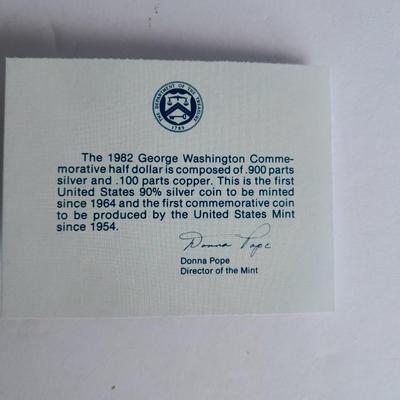 THE DEPARTMENT OF THE TREASURY
1789
The 1982 George Washington Comme-
morative half dollar is composed of .900 parts
silver and .100 parts copper. This is the first
United States 90% silver coin to be minted
since 1964 and the first commemorative coin
to be produced by the United States Mint
since 1954.
Donna Pope
Donna Pope
Director of the Mint